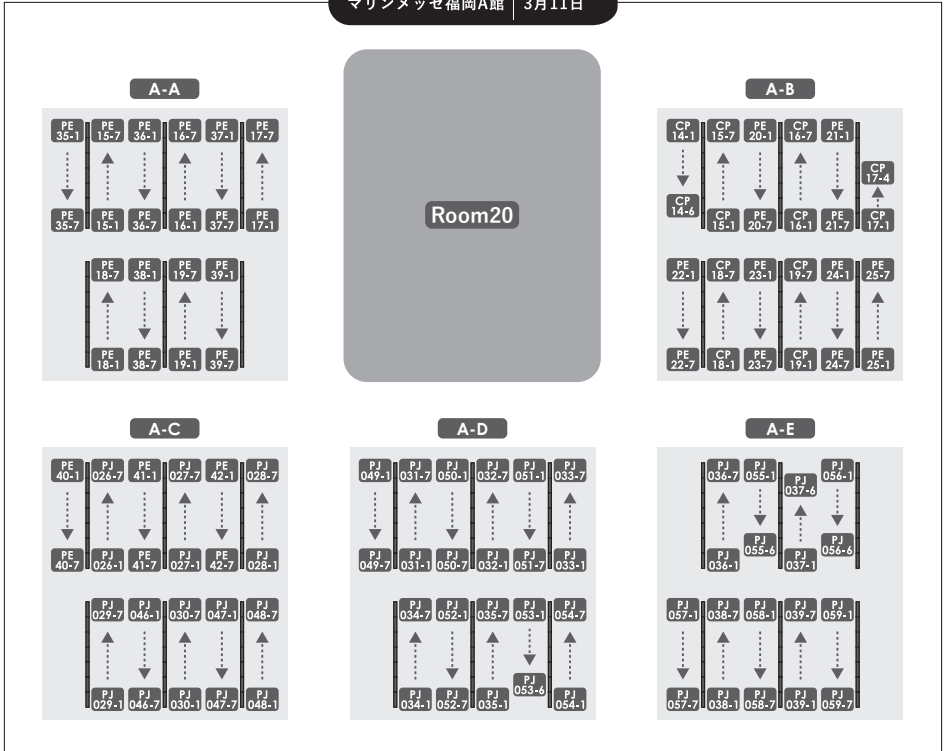 マリンメッセ福岡A館 3月11日
A-A
PE PE PE PE PE PE
35-1 15-7 36-1 16-7 37-1 17-7
PE PE PE PE PE PE
35-7 15-1 36-7 16-1 37-7 17-1
PE PE PE PE
18-7 38-1 19-7 39-1
PE PE PE PE
18-1 38-7 19-1 39-7
Room20
A-B
CP CP PE CP PE
14-1 15-7 20-1 16-7 21-1
CP
17-4
CP
14-6
CP PE CP PE CP
15-1 20-7 16-1 21-7 17-1
PE CP PE CP PE PE
22-1 18-7 23-1 19-7 24-1 25-7
PE CP PE CP PE PE
22-7 18-1 23-7 19-1 24-7 25-1
A-C
PE PJ PE PJ PE PJ
40-1 026-7 41-1 027-7 42-1 028-7
PE PJ PE PJ PE PJ
40-7 026-1 41-7 027-1 42-7 028-1
PJ PJ PJ PJ PJ
029-7 046-1 030-7 047-1 048-7
PJ PJ PJ PJ PJ
029-1 046-7 030-1 047-7 048-1
A-D
PJ PJ PJ PJ PJ PJ
049-1 031-7 050-1 032-7 051-1 033-7
PJ PJ PJ PJ PJ PJ
049-7 031-1 050-7 032-1 051-7 033-1
PJ PJ PJ PJ PJ
034-7 052-1 035-7 053-1 054-7
PJ
053-6
PJ PJ PJ PJ
034-1 052-7 035-1 054-1
A-E
PJ PJ PJ
036-7 055-1 056-1
PJ
037-6
PJ PJ
055-6 056-6
PJ PJ
036-1 037-1
PJ PJ PJ PJ PJ
057-1 038-7 058-1 039-7 059-1
PJ PJ PJ PJ PJ
057-7 038-1 058-7 039-1 059-7